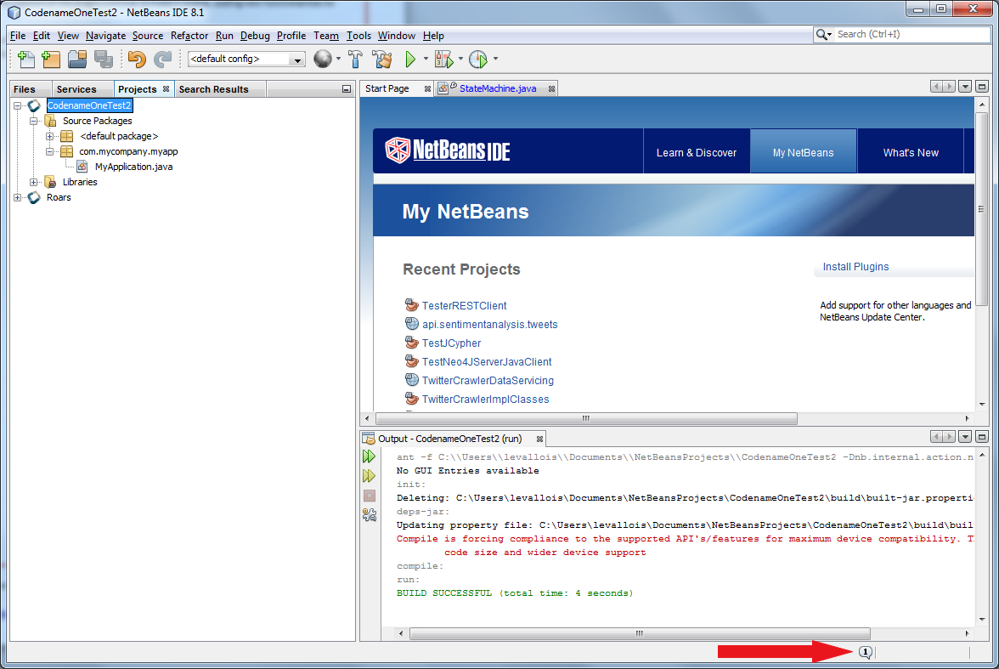 CodenameOneTest2 - NetBeans IDE 8.1
File Edit View Navigate Source Refactor Run Debug Profile Team Tools Window Help
Search (Ctrl+I)
<default config>
Files Services Projects Search Results
CodenameOneTest2
Source Packages
<default package>
com.mycompany.myapp
MyApplication.java
Libraries
Roars
Start Page StateMachine.java
NetBeans IDE
Learn & Discover My NetBeans What's New
My NetBeans
Recent Projects
TesterRESTClient
api.sentimentanalysis.tweets
TestJCypher
TestNeo4JServerJavaClient
TwitterCrawlerDataServicing
TwitterCrawlerImplClasses
Install Plugins
Add support for other languages and
NetBeans Update Center.
Output - CodenameOneTest2 (run)
ant -f C:\\Users\\levallois\\Documents\\NetBeansProjects\\CodenameOneTest2 -Dnb.internal.action.n
No GUI Entries available
init:
Deleting: C:\Users\levallois\Documents\NetBeansProjects\CodenameOneTest2\build\built-jar.properti
deps-jar:
Updating property file: C:\Users\levallois\Documents\NetBeansProjects\CodenameOneTest2\build\buil
Compile is forcing compliance to the supported API's/features for maximum device compatibility. T
code size and wider device support
compile:
run:
BUILD SUCCESSFUL (total time: 4 seconds)
1